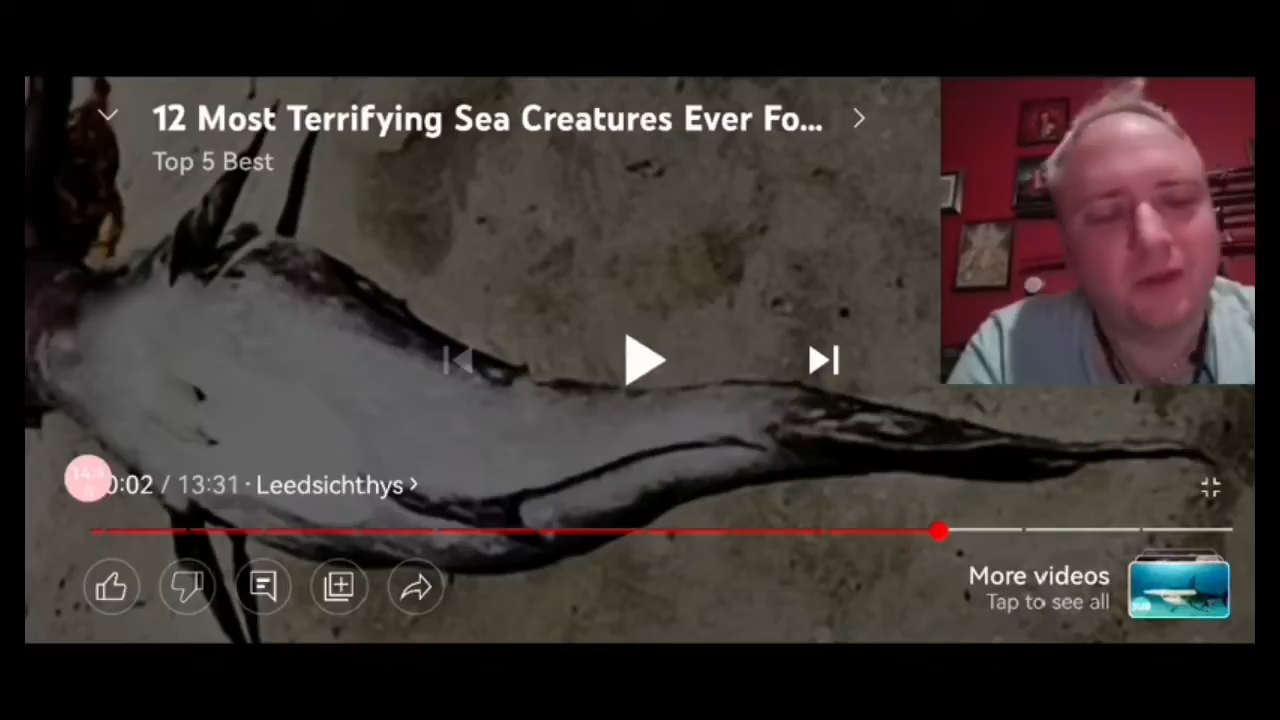 12 Most Terrifying Sea Creatures Ever Fo...
Top 5 Best
0:02 / 13:31 · Leedsichthys
More videos
Tap to see all